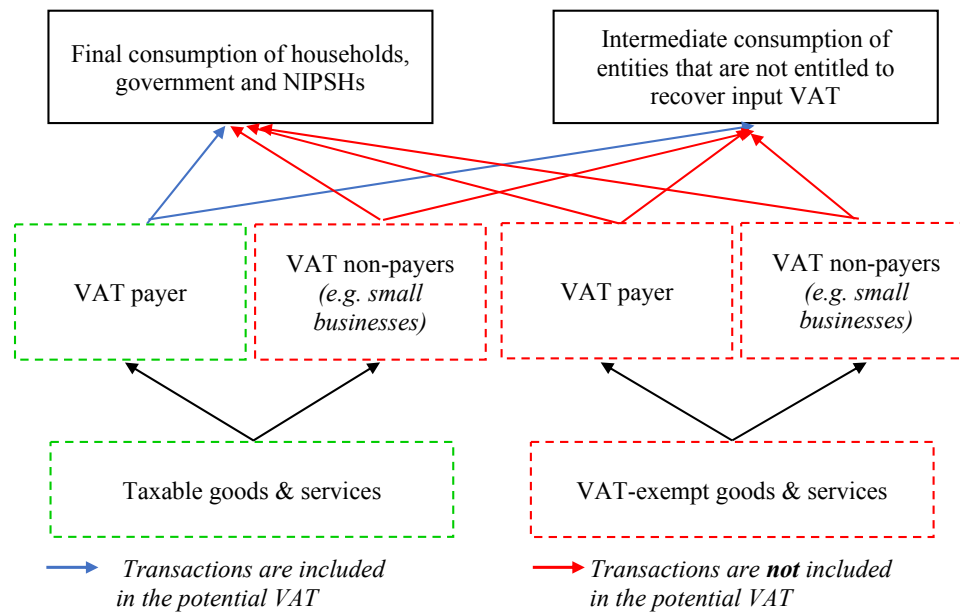 Final consumption of households,
government and NIPSHs
Intermediate consumption of
entities that are not entitled to
recover input VAT
VAT payer
VAT non-payers
(e.g. small
businesses)
VAT payer
VAT non-payers
(e.g. small
businesses)
Taxable goods & services
VAT-exempt goods & services
Transactions are included
in the potential VAT
Transactions are not included
in the potential VAT